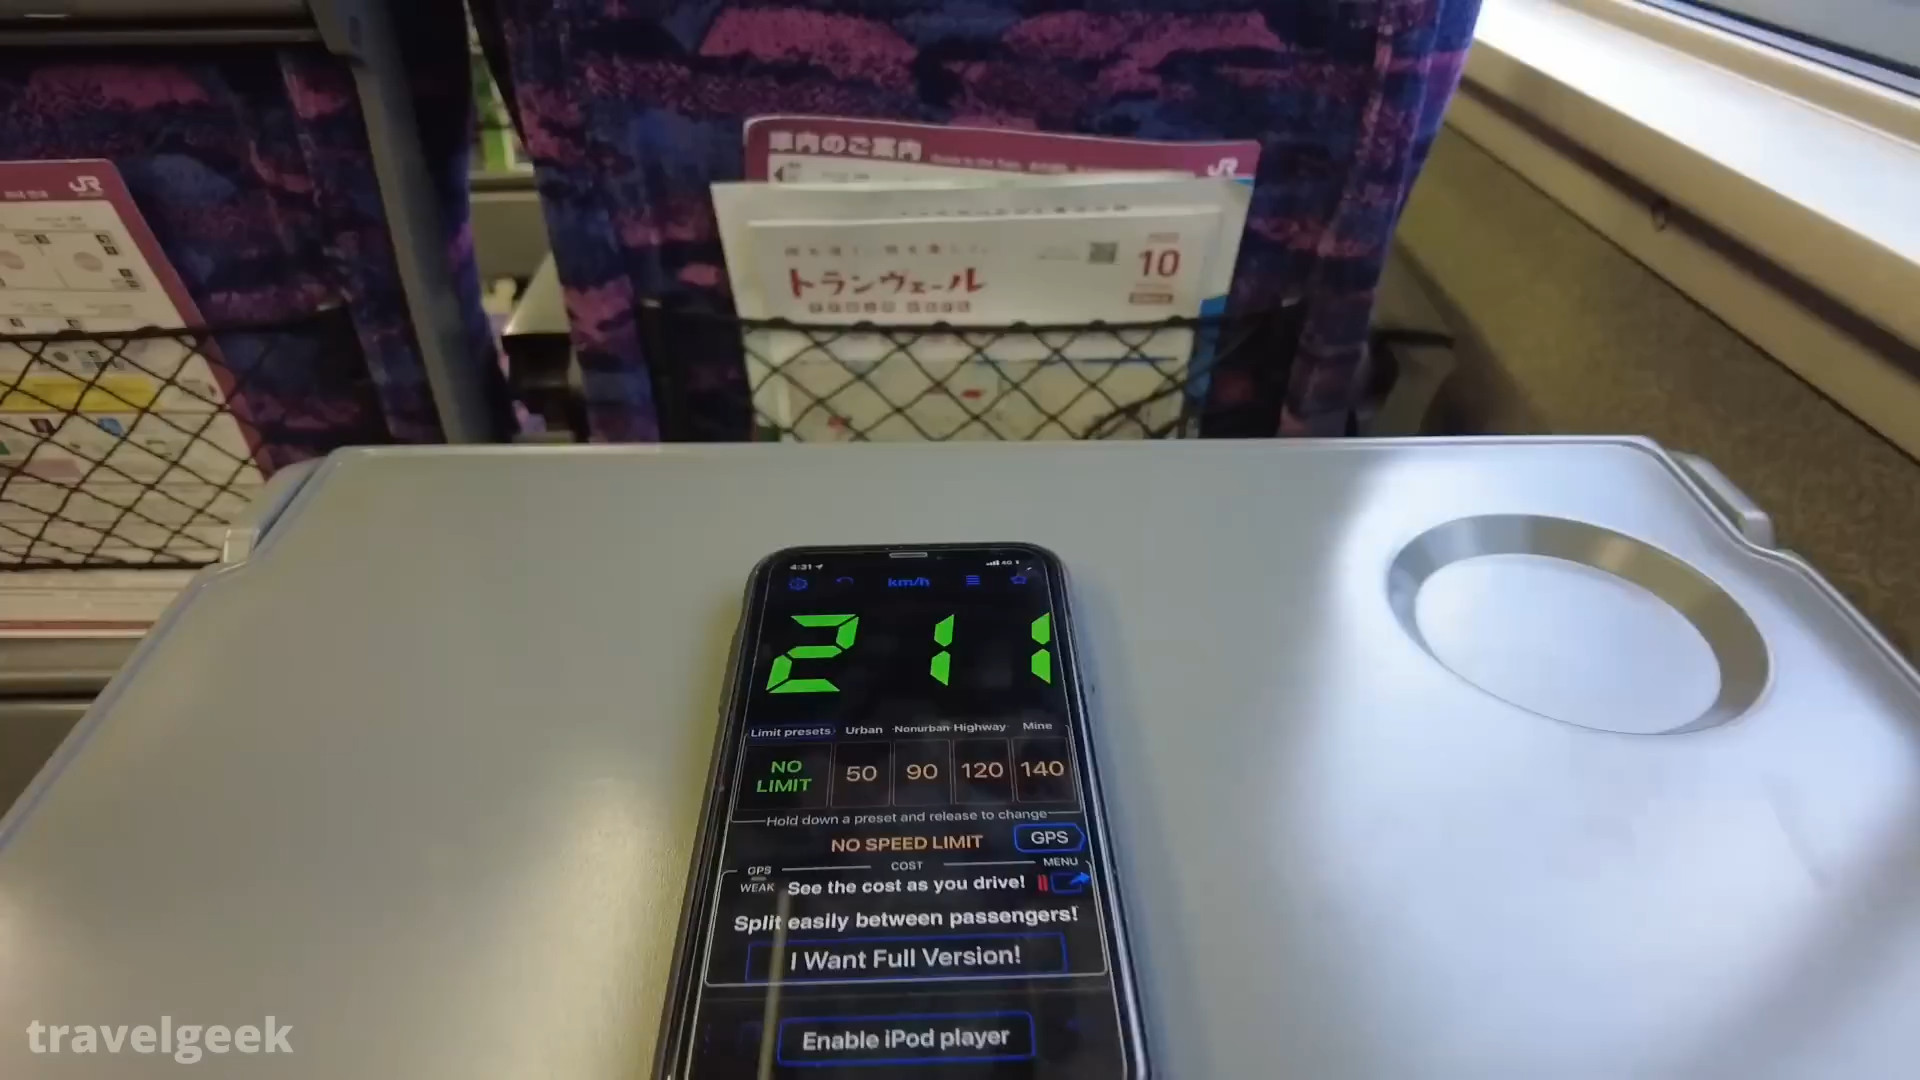 車内のご案内
JR
JR
トランヴェール
10
4:31
4G
km/h
211
Limit presets
Urban
Nonurban
Highway
Mine
NO LIMIT
50
90
120
140
Hold down a preset and release to change
NO SPEED LIMIT
GPS
GPS
COST
MENU
WEAK
See the cost as you drive!
Split easily between passengers!
I Want Full Version!
Enable iPod player
travelgeek